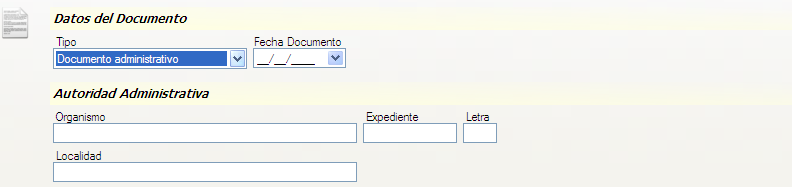 Datos del Documento
Tipo Fecha Documento
Documento administrativo __/__/____
Autoridad Administrativa
Organismo Expediente Letra
Localidad